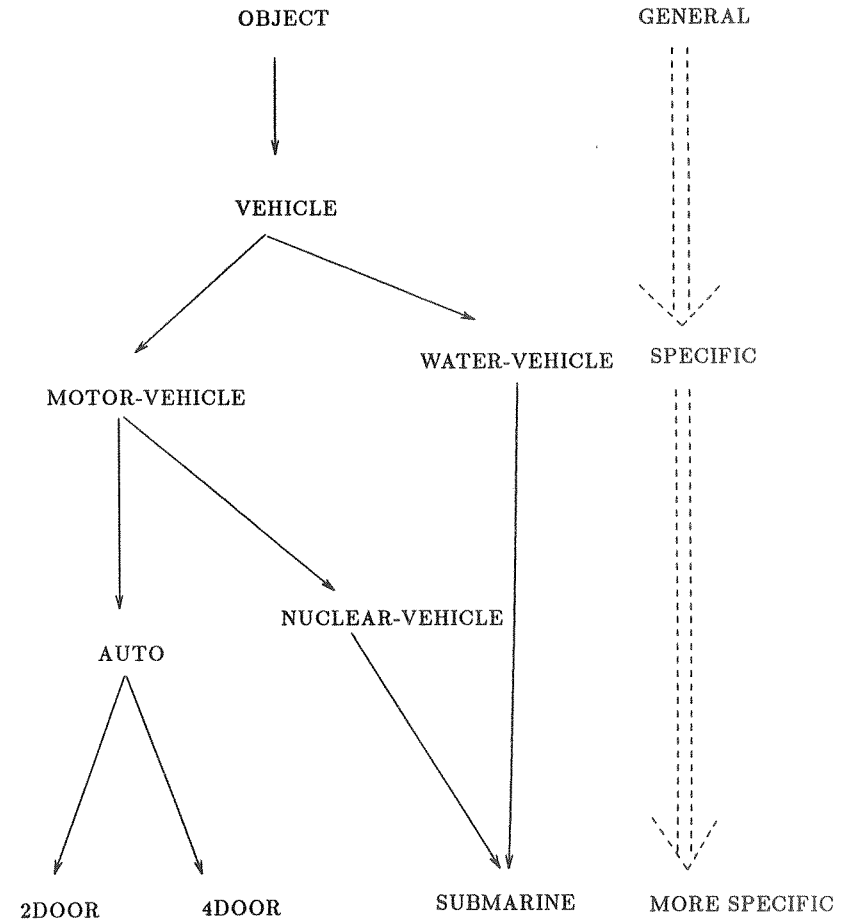 OBJECT GENERAL
VEHICLE
WATER-VEHICLE SPECIFIC
MOTOR-VEHICLE
NUCLEAR-VEHICLE
AUTO
2DOOR 4DOOR SUBMARINE MORE SPECIFIC